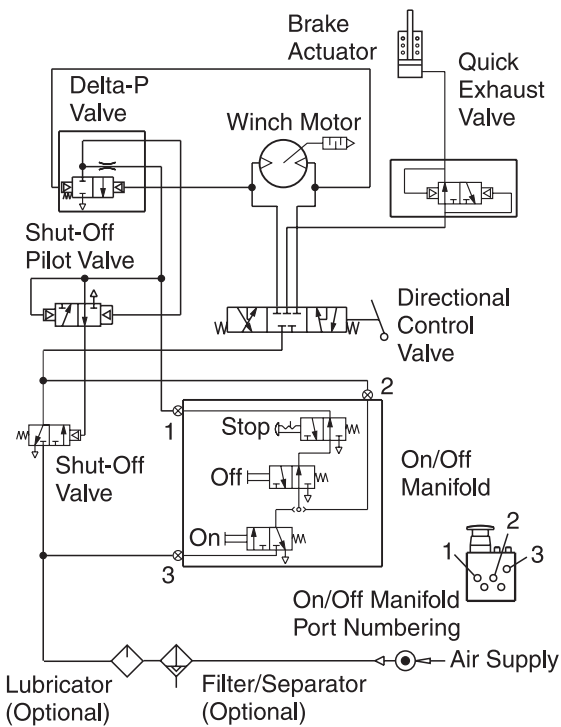 Brake
Actuator
Delta-P
Valve
Quick
Exhaust
Valve
Winch Motor
Shut-Off
Pilot Valve
Directional
Control
Valve
2
1
Stop
Shut-Off
Valve
Off
On/Off
Manifold
On
3
2
1
3
On/Off Manifold
Port Numbering
Air Supply
Lubricator
(Optional)
Filter/Separator
(Optional)